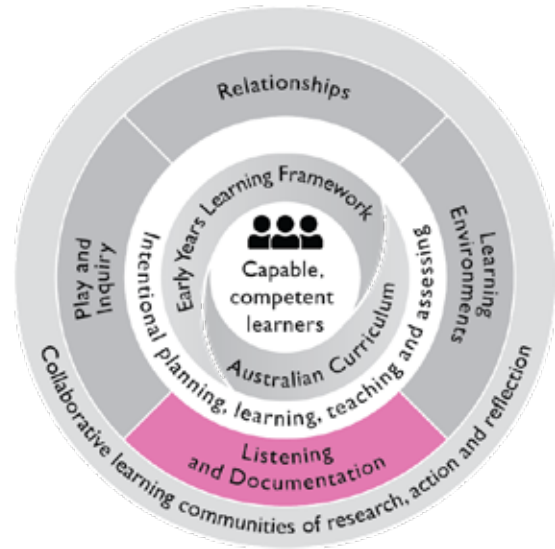 Relationships
Play and
Inquiry
Learning
Environments
Early Years Learning Framework
Capable,
competent
learners
Australian Curriculum
Intentional planning, learning, teaching and assessing
Listening
and Documentation
Collaborative learning communities of research, action and reflection